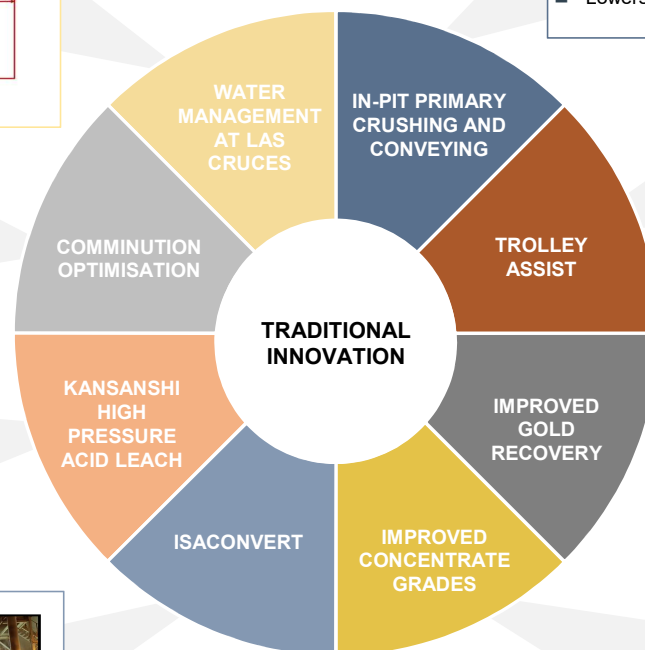 Lowers
WATER
MANAGEMENT
AT LAS
CRUCES
IN-PIT PRIMARY
CRUSHING AND
CONVEYING
COMMINUTION
OPTIMISATION
TROLLEY
ASSIST
TRADITIONAL
INNOVATION
KANSANSHI
HIGH
PRESSURE
ACID LEACH
IMPROVED
GOLD
RECOVERY
ISACONVERT
IMPROVED
CONCENTRATE
GRADES